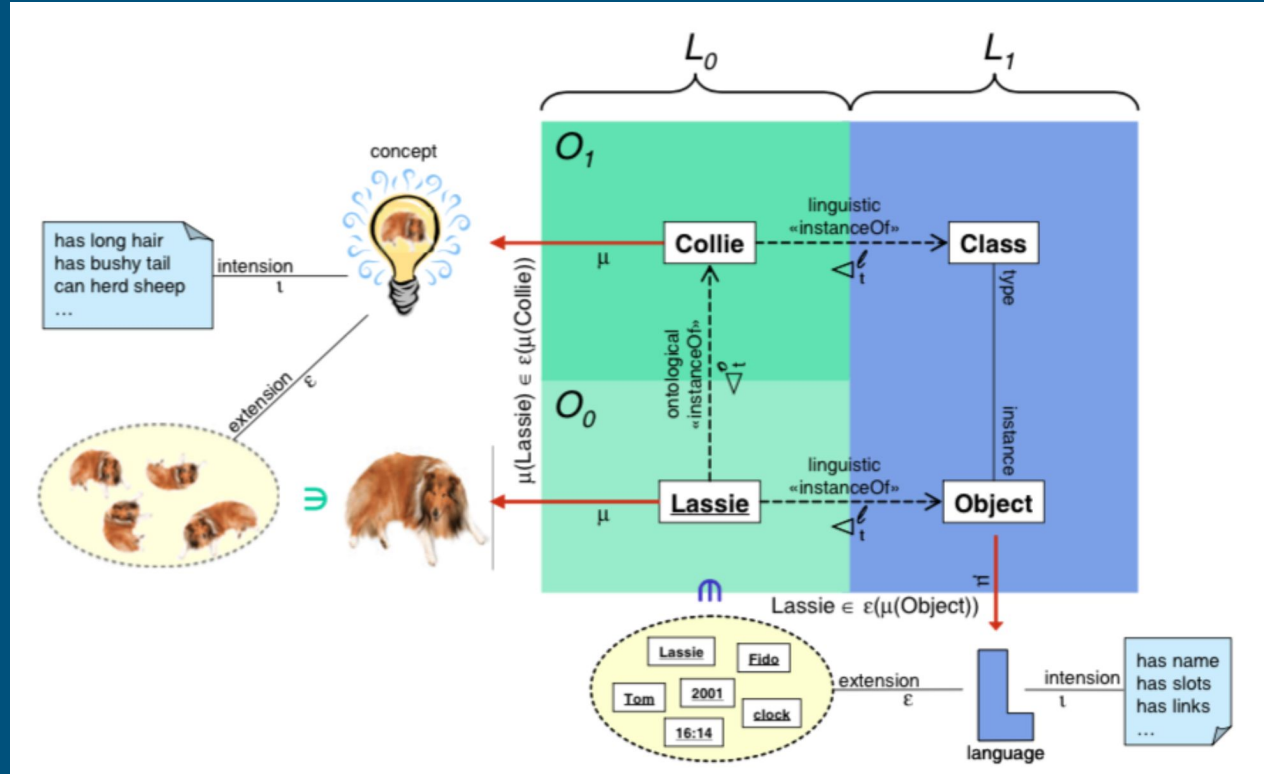 L0
L1
O1
concept
has long hair
has bushy tail
can herd sheep
...
intension
ι
Collie
μ
linguistic
«instanceOf»
◁ ℓ t
Class
type
instance
μ(Lassie) ∈ ε(μ(Collie))
ontological
«instanceOf»
◁ o t
extension
ε
O0
∋
μ
Lassie
linguistic
«instanceOf»
◁ ℓ t
Object
μ
∈
Lassie ∈ ε(μ(Object))
Lassie
Fido
Tom
2001
clock
16:14
extension
ε
language
intension
ι
has name
has slots
has links
...